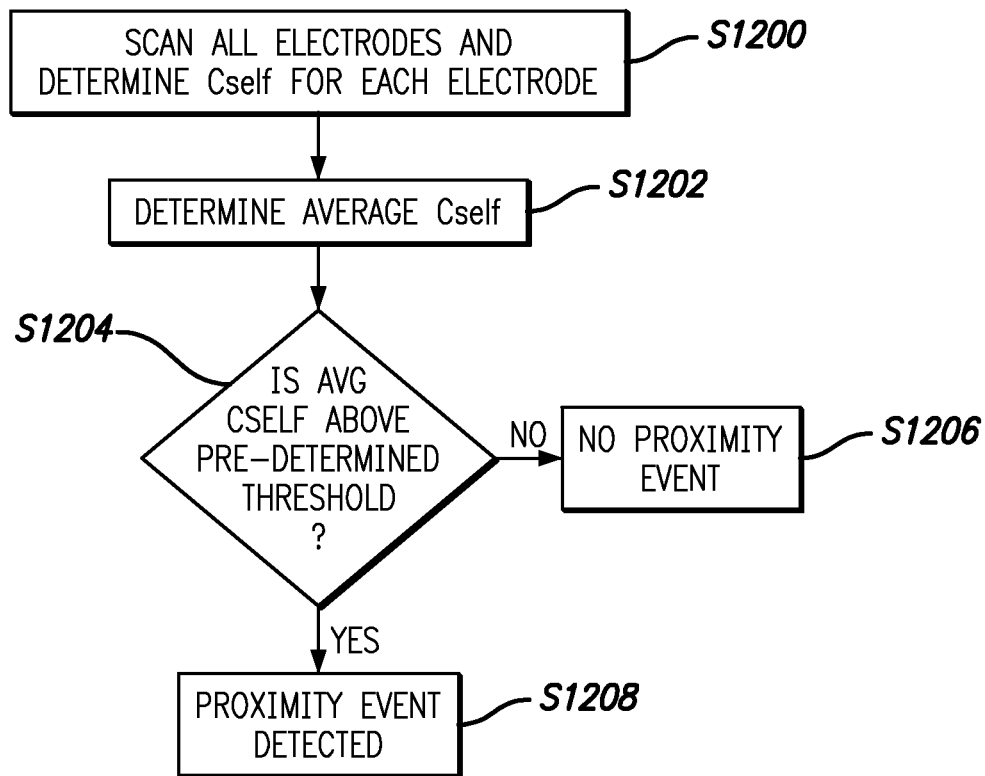 SCAN ALL ELECTRODES AND
DETERMINE Cself FOR EACH ELECTRODE
S1200
DETERMINE AVERAGE Cself
S1202
S1204
IS AVG
CSELF ABOVE
PRE-DETERMINED
THRESHOLD
?
NO
NO PROXIMITY
EVENT
S1206
YES
PROXIMITY EVENT
DETECTED
S1208